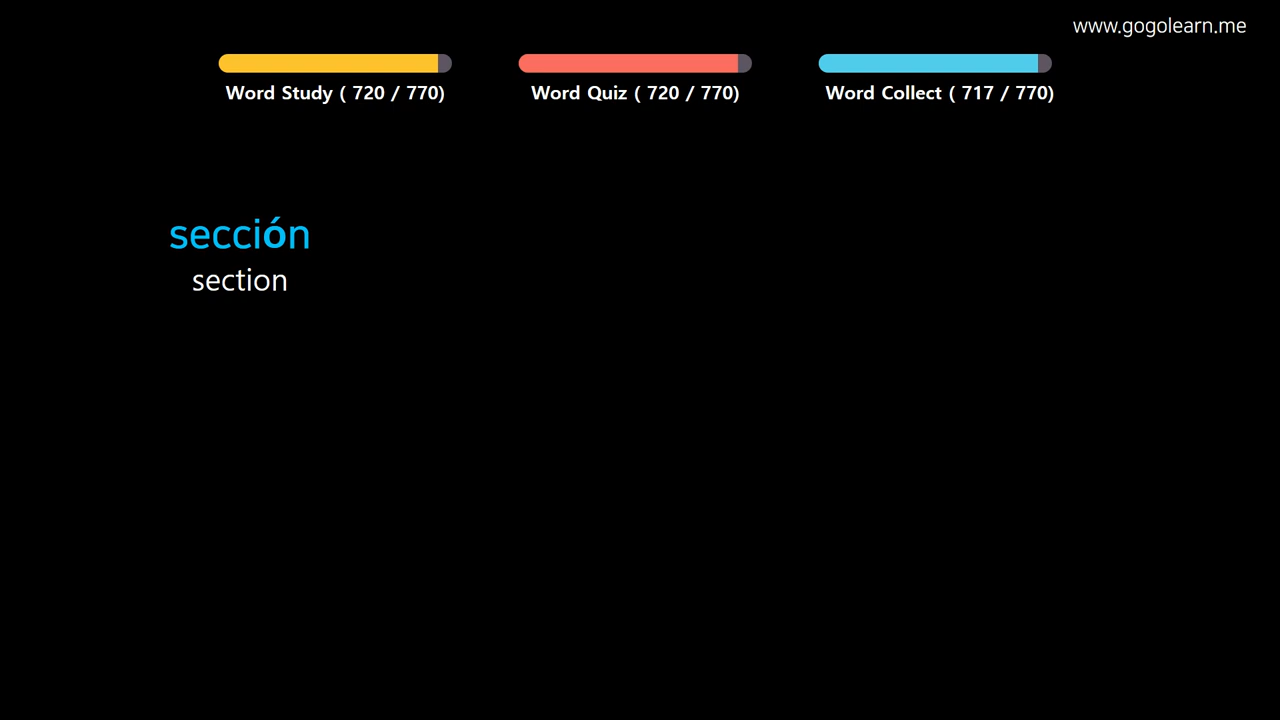 www.gogolearn.me
Word Study ( 720 / 770)
Word Quiz ( 720 / 770)
Word Collect ( 717 / 770)
sección
section